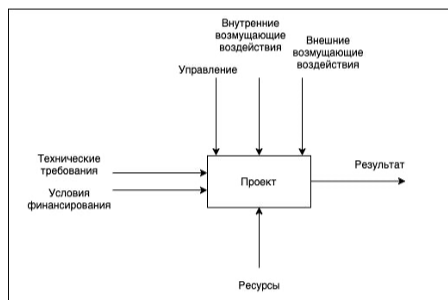 Внутренние
возмущающие
воздействия
Внешние
возмущающие
воздействия
Управление
Технические
требования
Условия
финансирования
Проект
Результат
Ресурсы